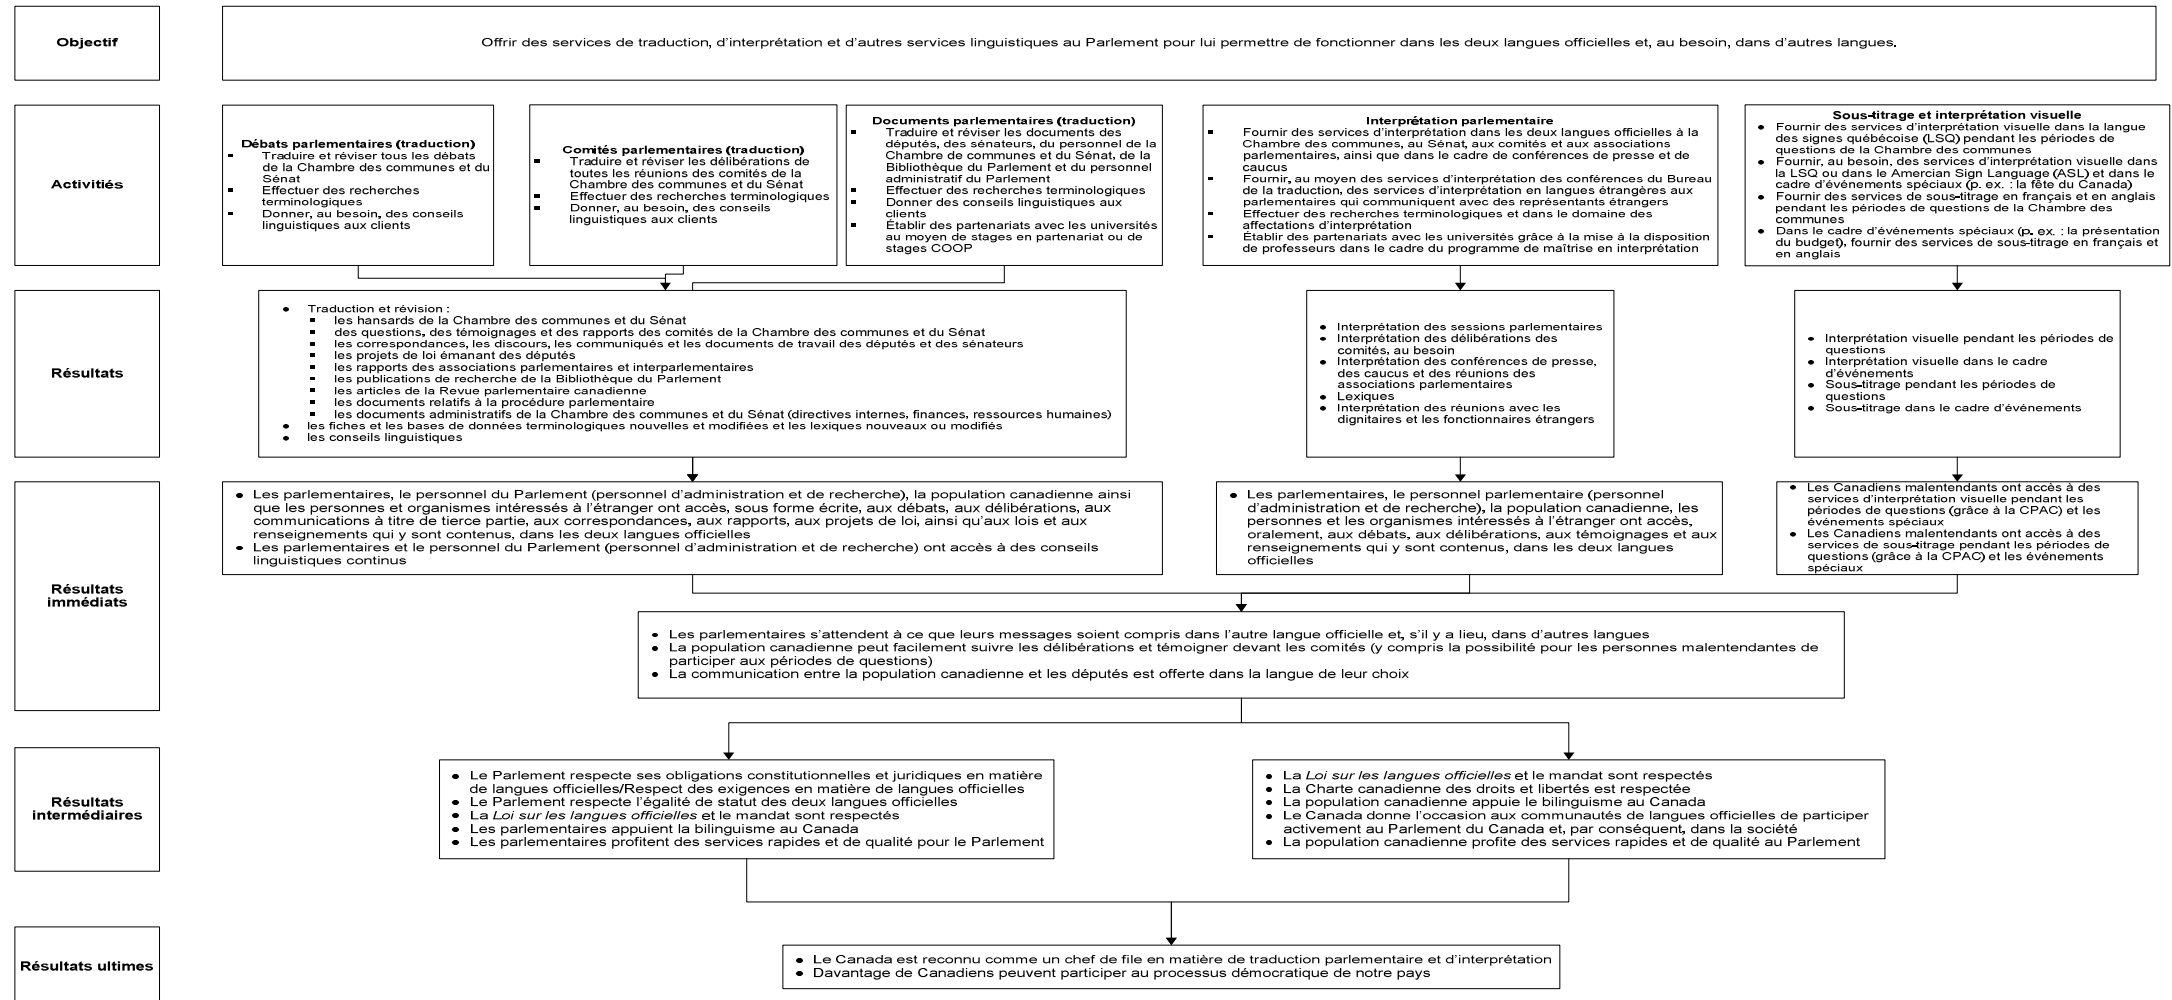 Objectif
Offrir des services de traduction, d'interprétation et d'autres services linguistiques au Parlement pour lui permettre de fonctionner dans les deux langues officielles et, au besoin, dans d'autres langues.
Activitiés
Débats parlementaires (traduction)
Traduire et réviser tous les débats
de la Chambre des communes et du
Sénat
Effectuer des recherches
terminologiques
Donner, au besoin, des conseils
linguistiques aux clients
Comités parlementaires (traduction)
Traduire et réviser les délibérations de
toutes les réunions des comités de la
Chambre des communes et du Sénat
Effectuer des recherches terminologiques
Donner, au besoin, des conseils
linguistiques aux clients
Documents parlementaires (traduction)
Traduire et réviser les documents des
députés, des sénateurs, du personnel de la
Chambre de communes et du Sénat, de la
Bibliothèque du Parlement et du personnel
administratif du Parlement
Effectuer des recherches terminologiques
Donner des conseils linguistiques aux
clients
Établir des partenariats avec les universités
au moyen de stages en partenariat ou de
stages COOP
Interprétation parlementaire
Fournir des services d'interprétation dans les deux langues officielles à la
Chambre des communes, au Sénat, aux comités et aux associations
parlementaires, ainsi que dans le cadre de conférences de presse et de
caucus
Fournir, au moyen des services d'interprétation des conférences du Bureau
de la traduction, des services d'interprétation en langues étrangères aux
parlementaires qui communiquent avec des représentants étrangers
Effectuer des recherches terminologiques et dans le domaine des
affectations d'interprétation
Établir des partenariats avec les universités grâce à la mise à la disposition
de professeurs dans le cadre du programme de maîtrise en interprétation
Sous-titrage et interprétation visuelle
Fournir des services d'interprétation visuelle dans la langue
des signes québécoise (LSQ) pendant les périodes de
questions de la Chambre des communes
Fournir, au besoin, des services d'interprétation visuelle dans
la LSQ ou dans le Amercian Sign Language (ASL) et dans le
cadre d'événements spéciaux (p. ex. : la fête du Canada)
Fournir des services de sous-titrage en français et en anglais
pendant les périodes de questions de la Chambre des
communes
Dans le cadre d'événements spéciaux (p. ex. : la présentation
du budget), fournir des services de sous-titrage en français et
en anglais
Résultats
Traduction et révision :
les hansards de la Chambre des communes et du Sénat
des questions, des témoignages et des rapports des comités de la Chambre des communes et du Sénat
les correspondances, les discours, les communiqués et les documents de travail des députés et des sénateurs
les projets de loi émanant des députés
les rapports des associations parlementaires et interparlementaires
les publications de recherche de la Bibliothèque du Parlement
les articles de la Revue parlementaire canadienne
les documents relatifs à la procédure parlementaire
les documents administratifs de la Chambre des communes et du Sénat (directives internes, finances, ressources humaines)
les fiches et les bases de données terminologiques nouvelles et modifiées et les lexiques nouveaux ou modifiés
les conseils linguistiques
Interprétation des sessions parlementaires
Interprétation des délibérations des
comités, au besoin
Interprétation des conférences de presse,
des caucus et des réunions des
associations parlementaires
Lexiques
Interprétation des réunions avec les
dignitaires et les fonctionnaires étrangers
Interprétation visuelle pendant les périodes de
questions
Interprétation visuelle dans le cadre
d'événements
Sous-titrage pendant les périodes de
questions
Sous-titrage dans le cadre d'événements
Résultats
immédiats
Les parlementaires, le personnel du Parlement (personnel d'administration et de recherche), la population canadienne ainsi
que les personnes et organismes intéressés à l'étranger ont accès, sous forme écrite, aux débats, aux délibérations, aux
communications à titre de tierce partie, aux correspondances, aux rapports, aux projets de loi, ainsi qu'aux lois et aux
renseignements qui y sont contenus, dans les deux langues officielles
Les parlementaires et le personnel du Parlement (personnel d'administration et de recherche) ont accès à des conseils
linguistiques continus
Les parlementaires, le personnel parlementaire (personnel
d'administration et de recherche), la population canadienne, les
personnes et les organismes intéressés à l'étranger ont accès,
oralement, aux débats, aux délibérations, aux témoignages et aux
renseignements qui y sont contenus, dans les deux langues
officielles
Les Canadiens malentendants ont accès à des
services d'interprétation visuelle pendant les
périodes de questions (grâce à la CPAC) et les
événements spéciaux
Les Canadiens malentendants ont accès à des
services de sous-titrage pendant les périodes de
questions (grâce à la CPAC) et les événements
spéciaux
Les parlementaires s'attendent à ce que leurs messages soient compris dans l'autre langue officielle et, s'il y a lieu, dans d'autres langues
La population canadienne peut facilement suivre les délibérations et témoigner devant les comités (y compris la possibilité pour les personnes malentendantes de
participer aux périodes de questions)
La communication entre la population canadienne et les députés est offerte dans la langue de leur choix
Résultats
intermédiaires
Le Parlement respecte ses obligations constitutionnelles et juridiques en matière
de langues officielles/Respect des exigences en matière de langues officielles
Le Parlement respecte l'égalité de statut des deux langues officielles
La Loi sur les langues officielles et le mandat sont respectés
Les parlementaires appuient la bilinguisme au Canada
Les parlementaires profitent des services rapides et de qualité pour le Parlement
La Loi sur les langues officielles et le mandat sont respectés
La Charte canadienne des droits et libertés est respectée
La population canadienne appuie le bilinguisme au Canada
Le Canada donne l'occasion aux communautés de langues officielles de participer
activement au Parlement du Canada et, par conséquent, dans la société
La population canadienne profite des services rapides et de qualité au Parlement
Résultats ultimes
Le Canada est reconnu comme un chef de file en matière de traduction parlementaire et d'interprétation
Davantage de Canadiens peuvent participer au processus démocratique de notre pays